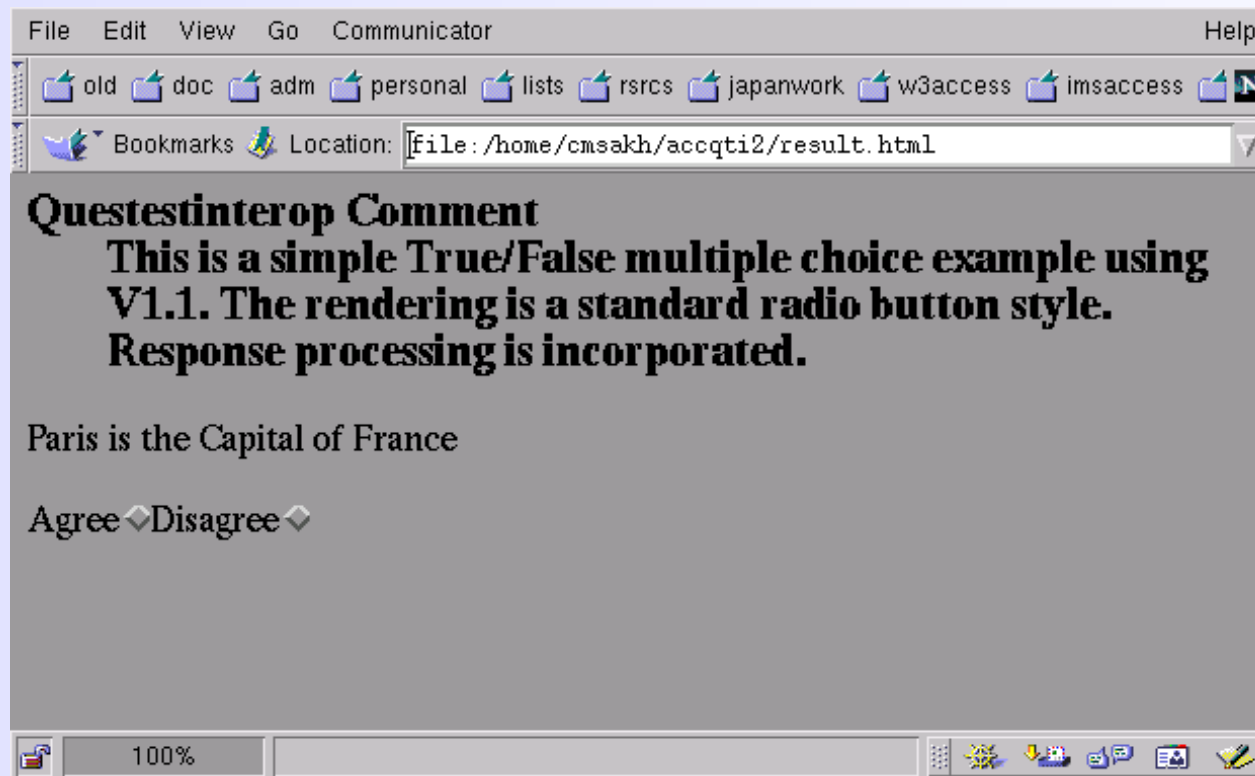 File Edit View Go Communicator Help
old doc adm personal lists rsrcs japanwork w3access imsaccess N
Bookmarks Location: file:/home/cmsakh/accqti2/result.html
Questestinterop Comment
This is a simple True/False multiple choice example using
V1.1. The rendering is a standard radio button style.
Response processing is incorporated.
Paris is the Capital of France
Agree Disagree
100%